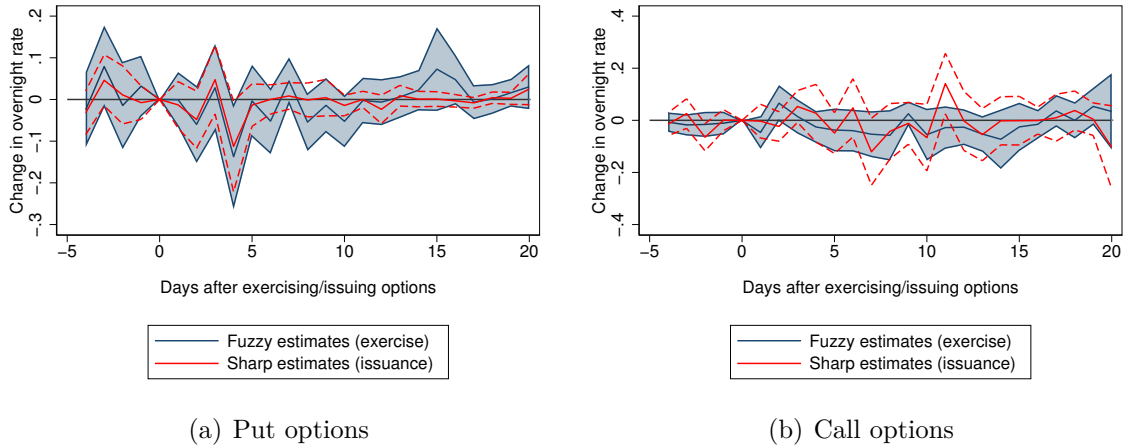 Change in overnight rate
.2
.1
0
-.1
-.2
-.3
-5
0
5
10
15
20
Days after exercising/issuing options
Fuzzy estimates (exercise)
Sharp estimates (issuance)
(a) Put options
Change in overnight rate
.4
.2
0
-.2
-.4
-5
0
5
10
15
20
Days after exercising/issuing options
Fuzzy estimates (exercise)
Sharp estimates (issuance)
(b) Call options